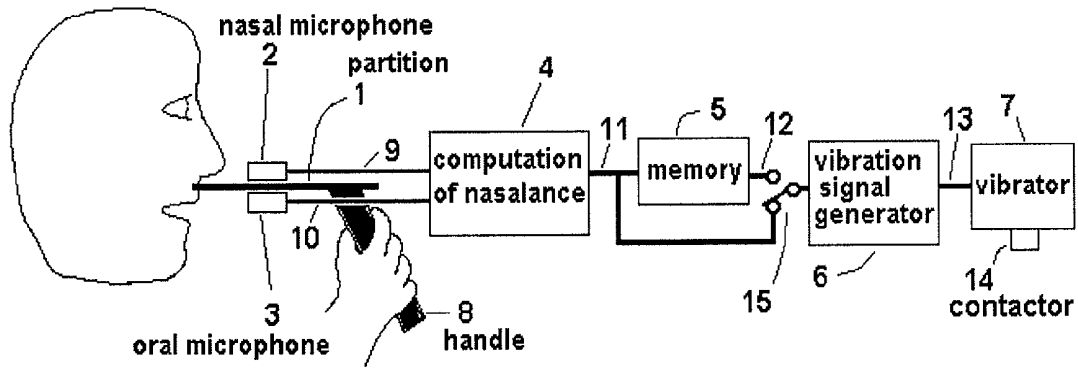 nasal microphone
2
partition
1
9
4
computation
of nasalance
11
5
memory
12
vibration
signal
generator
13
7
vibrator
10
3
oral microphone
8
handle
15
6
14
contactor